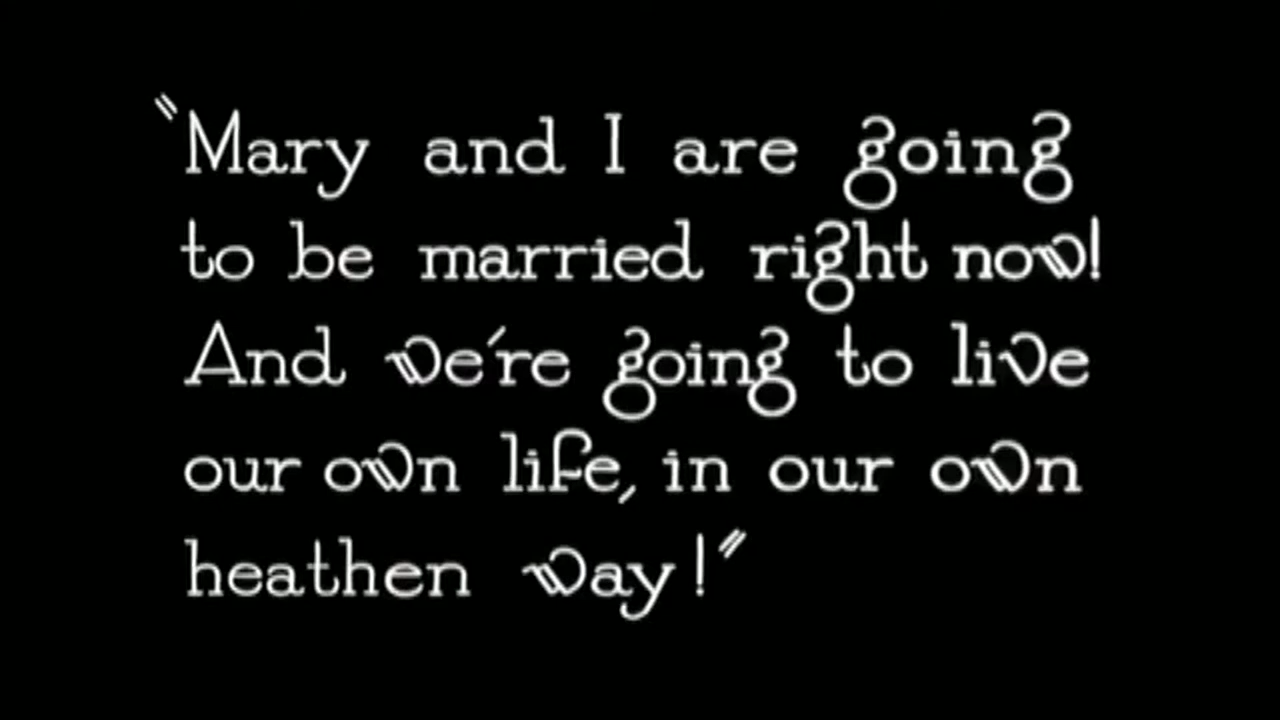 "Mary and I are going
to be married right now!
And we're going to live
our own life, in our own
heathen way!"